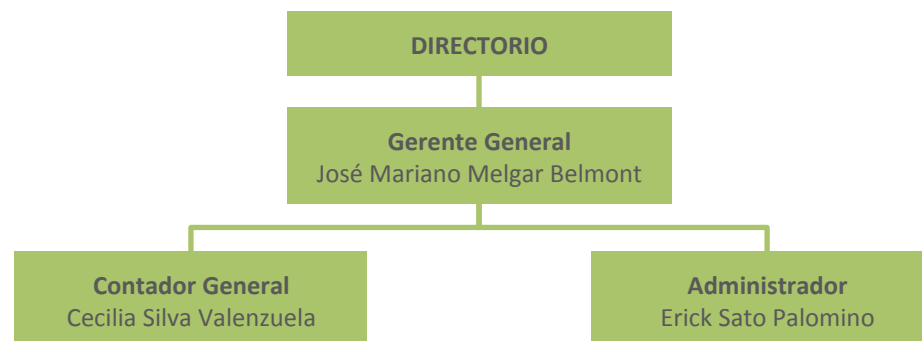 DIRECTORIO
Gerente General
José Mariano Melgar Belmont
Contador General
Cecilia Silva Valenzuela
Administrador
Erick Sato Palomino